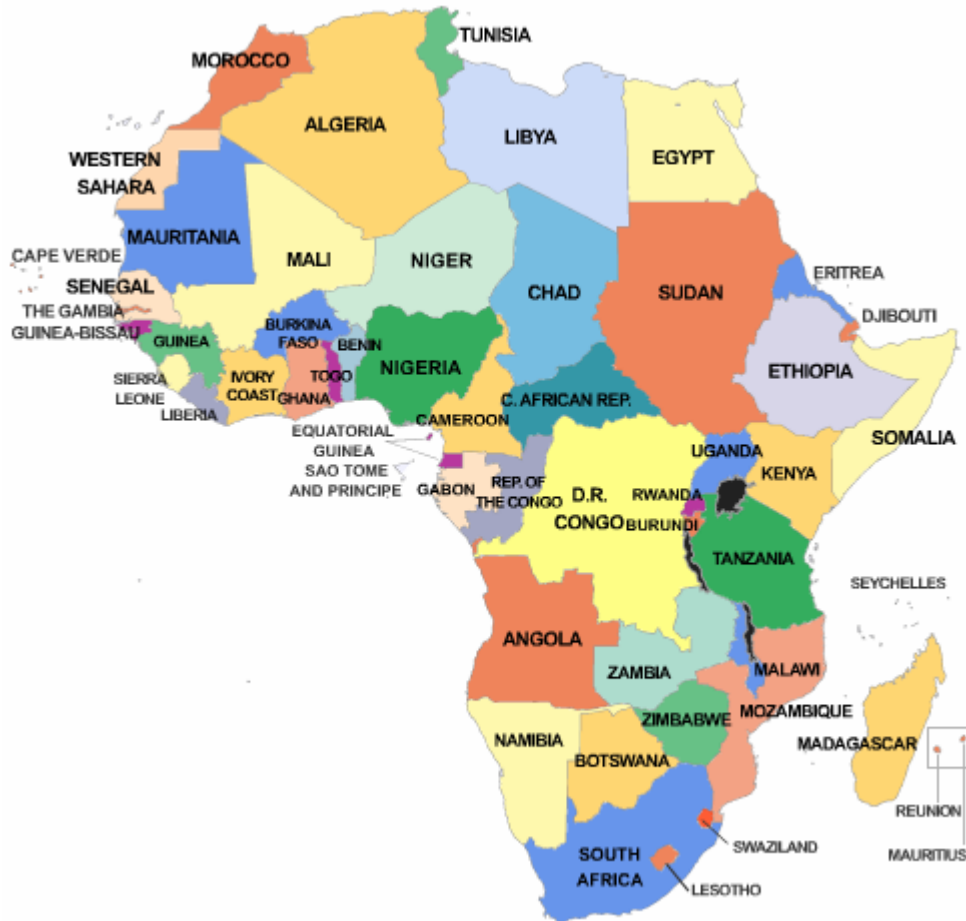 TUNISIA
MOROCCO
ALGERIA
LIBYA
EGYPT
WESTERN
SAHARA
MAURITANIA
MALI
NIGER
CHAD
SUDAN
ERITREA
CAPE VERDE
SENEGAL
THE GAMBIA
GUINEA-BISSAU
GUINEA
BURKINA
FASO
BENIN
NIGERIA
DJIBOUTI
ETHIOPIA
SIERRA
LEONE
LIBERIA
IVORY
COAST
GHANA
TOGO
C. AFRICAN REP.
CAMEROON
SOMALIA
EQUATORIAL
GUINEA
SAO TOME
AND PRINCIPE
GABON
REP. OF
THE CONGO
D.R.
CONGO
UGANDA
KENYA
RWANDA
BURUNDI
TANZANIA
SEYCHELLES
ANGOLA
ZAMBIA
MALAWI
MOZAMBIQUE
ZIMBABWE
NAMIBIA
BOTSWANA
MADAGASCAR
REUNION
MAURITIUS
SWAZILAND
SOUTH
AFRICA
LESOTHO